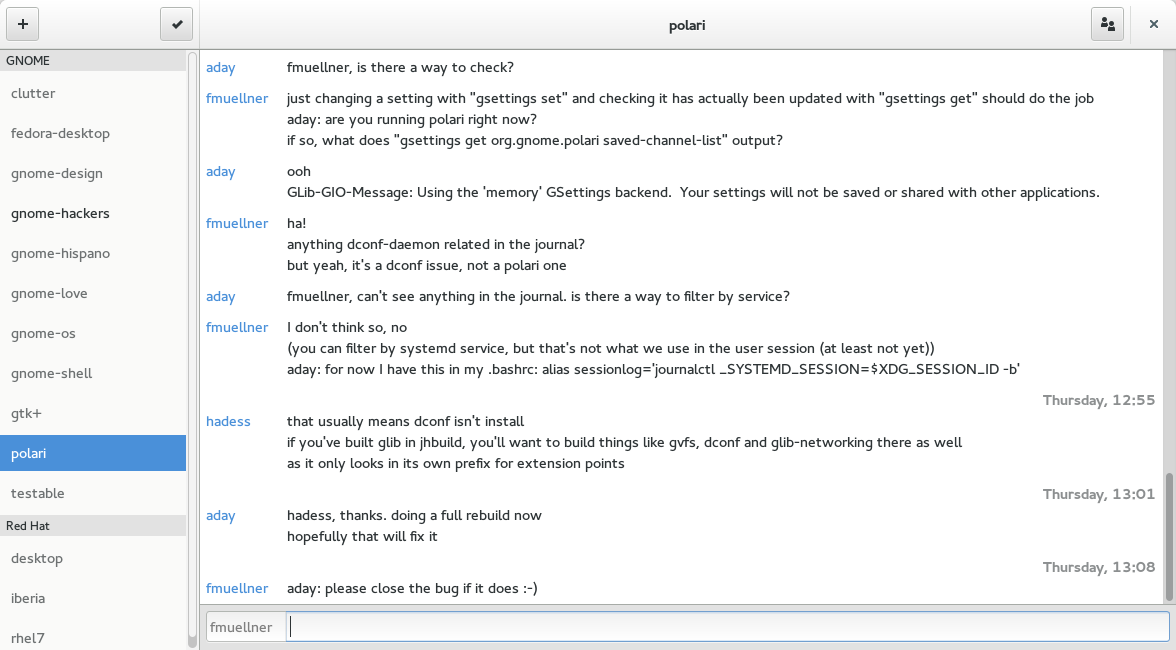 polari
GNOME
clutter
fedora-desktop
gnome-design
gnome-hackers
gnome-hispano
gnome-love
gnome-os
gnome-shell
gtk+
polari
testable
Red Hat
desktop
iberia
rhel7
aday fmuellner, is there a way to check?
fmuellner just changing a setting with "gsettings set" and checking it has actually been updated with "gsettings get" should do the job
aday: are you running polari right now?
if so, what does "gsettings get org.gnome.polari saved-channel-list" output?
aday ooh
GLib-GIO-Message: Using the 'memory' GSettings backend.  Your settings will not be saved or shared with other applications.
fmuellner ha!
anything dconf-daemon related in the journal?
but yeah, it's a dconf issue, not a polari one
aday fmuellner, can't see anything in the journal. is there a way to filter by service?
fmuellner I don't think so, no
(you can filter by systemd service, but that's not what we use in the user session (at least not yet))
aday: for now I have this in my .bashrc: alias sessionlog='journalctl _SYSTEMD_SESSION=$XDG_SESSION_ID -b'
Thursday, 12:55
hadess that usually means dconf isn't install
if you've built glib in jhbuild, you'll want to build things like gvfs, dconf and glib-networking there as well
as it only looks in its own prefix for extension points
Thursday, 13:01
aday hadess, thanks. doing a full rebuild now
hopefully that will fix it
Thursday, 13:08
fmuellner aday: please close the bug if it does :-)
fmuellner